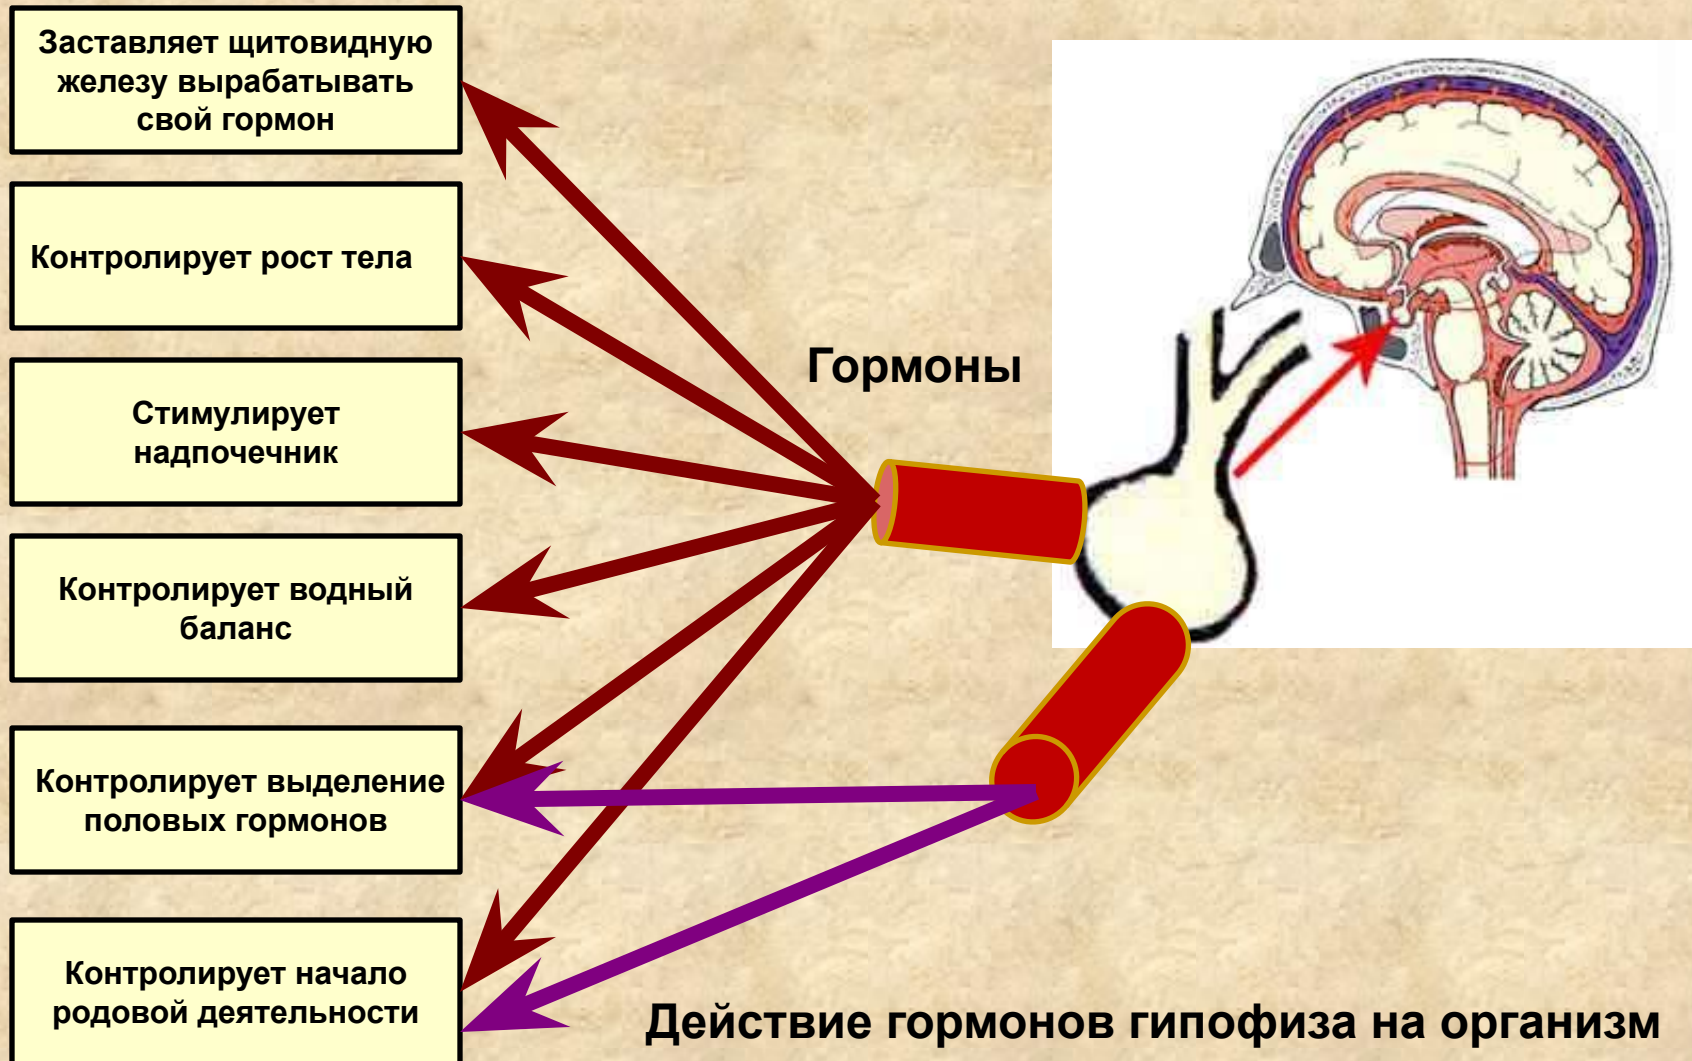 Заставляет щитовидную
железу вырабатывать
свой гормон
Контролирует рост тела
Стимулирует
надпочечник
Контролирует водный
баланс
Контролирует выделение
половых гормонов
Контролирует начало
родовой деятельности
Гормоны
Действие гормонов гипофиза на организм